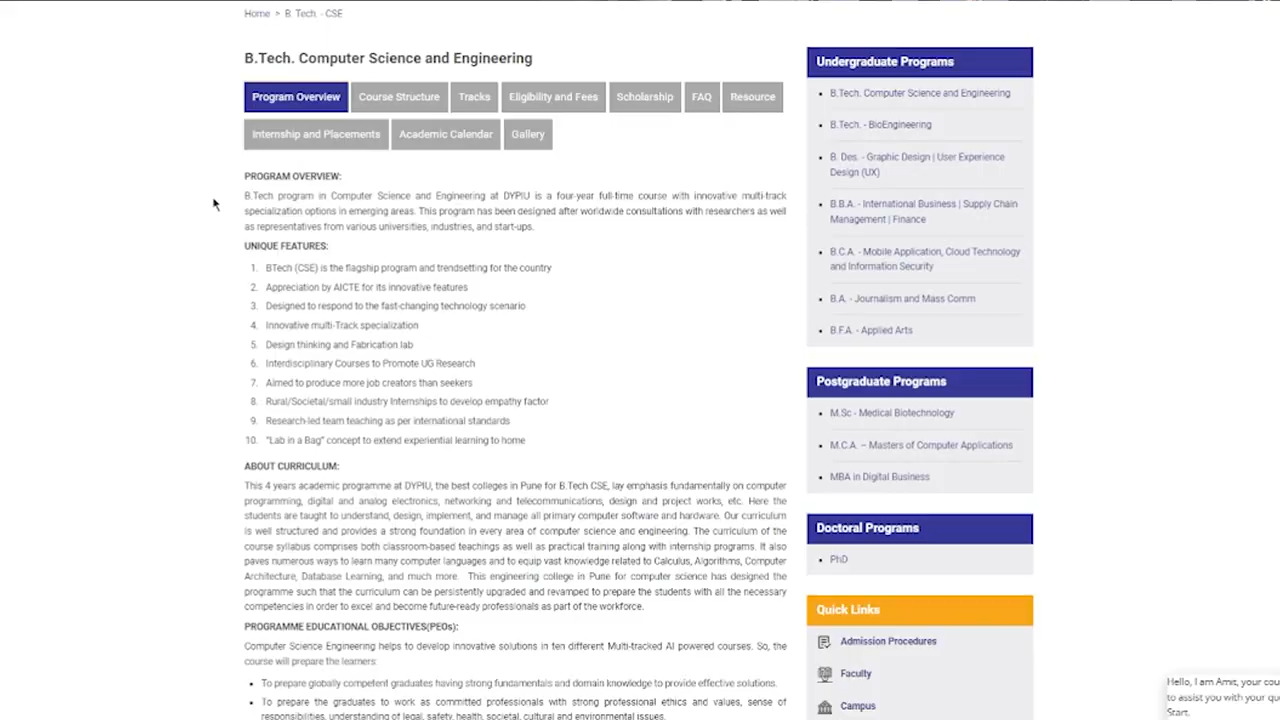 Home > B. Tech. - CSE
B.Tech. Computer Science and Engineering
Program Overview
Course Structure
Tracks
Eligibility and Fees
Scholarship
FAQ
Resource
Internship and Placements
Academic Calendar
Gallery
PROGRAM OVERVIEW:
B.Tech program in Computer Science and Engineering at DYPIU is a four-year full-time course with innovative multi-track
specialization options in emerging areas. This program has been designed after worldwide consultations with researchers as well
as representatives from various universities, industries, and start-ups.
UNIQUE FEATURES:
1. BTech (CSE) is the flagship program and trendsetting for the country
2. Appreciation by AICTE for its innovative features
3. Designed to respond to the fast-changing technology scenario
4. Innovative multi-Track specialization
5. Design thinking and Fabrication lab
6. Interdisciplinary Courses to Promote UG Research
7. Aimed to produce more job creators than seekers
8. Rural/Societal/small industry Internships to develop empathy factor
9. Research-led team teaching as per international standards
10. "Lab in a Bag" concept to extend experiential learning to home
ABOUT CURRICULUM:
This 4 years academic programme at DYPIU, the best colleges in Pune for B.Tech CSE, lay emphasis fundamentally on computer
programming, digital and analog electronics, networking and telecommunications, design and project works, etc. Here the
students are taught to understand, design, implement, and manage all primary computer software and hardware. Our curriculum
is well structured and provides a strong foundation in every area of computer science and engineering. The curriculum of the
course syllabus comprises both classroom-based teachings as well as practical training along with internship programs. It also
paves numerous ways to learn many computer languages and to equip vast knowledge related to Calculus, Algorithms, Computer
Architecture, Database Learning, and much more. This engineering college in Pune for computer science has designed the
programme such that the curriculum can be persistently upgraded and revamped to prepare the students with all the necessary
competencies in order to excel and become future-ready professionals as part of the workforce.
PROGRAMME EDUCATIONAL OBJECTIVES(PEOs):
Computer Science Engineering helps to develop innovative solutions in ten different Multi-tracked AI powered courses. So, the
course will prepare the learners:
• To prepare globally competent graduates having strong fundamentals and domain knowledge to provide effective solutions.
• To prepare the graduates to work as committed professionals with strong professional ethics and values, sense of
responsibilities, understanding of legal, safety, health, societal, cultural and environmental issues.
Undergraduate Programs
• B.Tech. Computer Science and Engineering
• B.Tech. - BioEngineering
• B. Des. - Graphic Design | User Experience
Design (UX)
• B.B.A. - International Business | Supply Chain
Management | Finance
• B.C.A. - Mobile Application, Cloud Technology
and Information Security
• B.A. - Journalism and Mass Comm
• B.F.A. - Applied Arts
Postgraduate Programs
• M.Sc - Medical Biotechnology
• M.C.A. – Masters of Computer Applications
• MBA in Digital Business
Doctoral Programs
• PhD
Quick Links
Admission Procedures
Faculty
Campus
Hello, I am Amit, your cou
to assist you with your qu
Start.